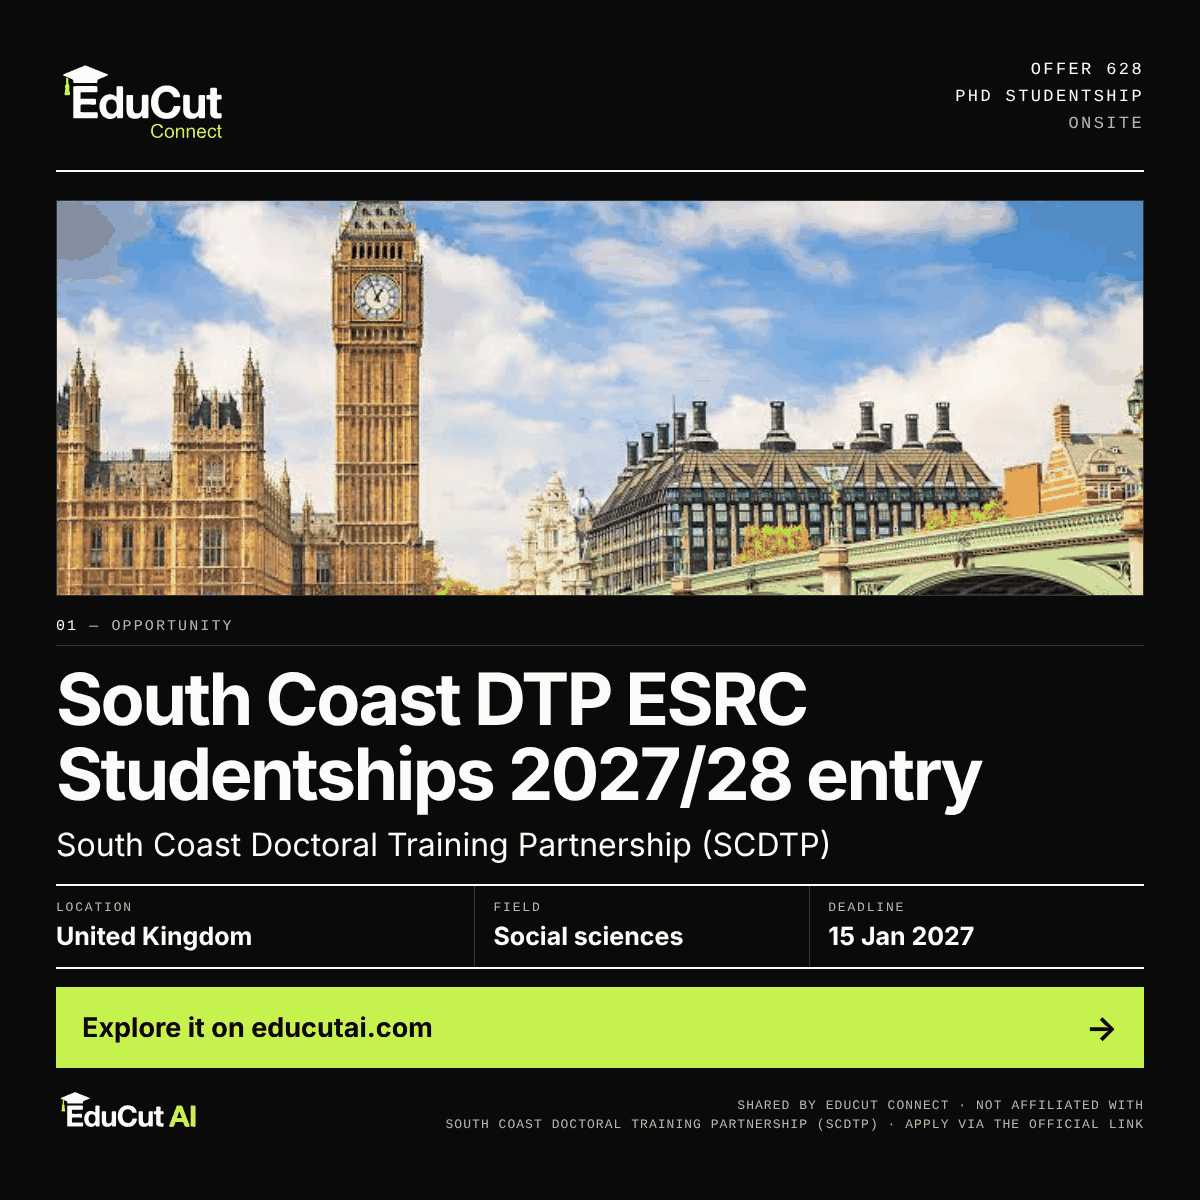 EduCut
Connect
OFFER 628
PHD STUDENTSHIP
ONSITE
01 — OPPORTUNITY
South Coast DTP ESRC
Studentships 2027/28 entry
South Coast Doctoral Training Partnership (SCDTP)
LOCATION
United Kingdom
FIELD
Social sciences
DEADLINE
15 Jan 2027
Explore it on educutai.com →
EduCut AI
SHARED BY EDUCUT CONNECT · NOT AFFILIATED WITH
SOUTH COAST DOCTORAL TRAINING PARTNERSHIP (SCDTP) · APPLY VIA THE OFFICIAL LINK